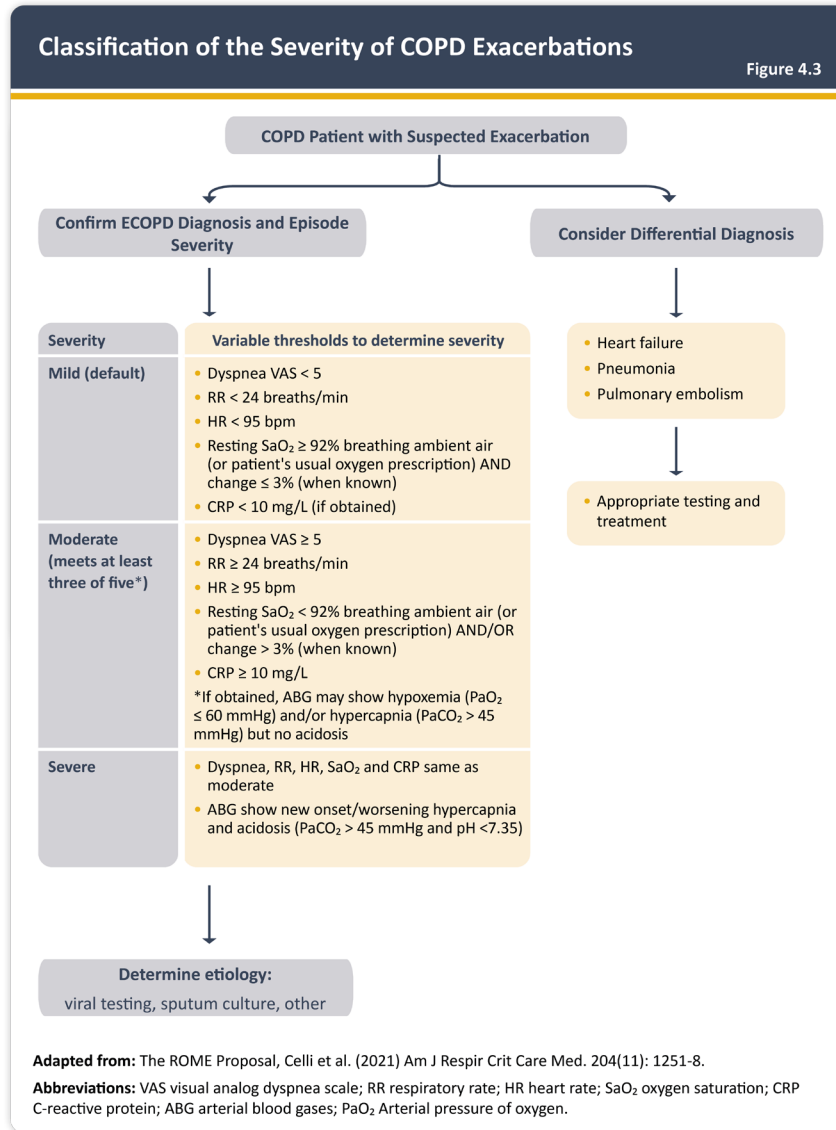 Classification of the Severity of COPD Exacerbations
Figure 4.3
COPD Patient with Suspected Exacerbation
Confirm ECOPD Diagnosis and Episode
Severity
Consider Differential Diagnosis
Severity
Variable thresholds to determine severity
Mild (default)
• Dyspnea VAS < 5
• RR < 24 breaths/min
• HR < 95 bpm
• Resting SaO₂ ≥ 92% breathing ambient air
(or patient's usual oxygen prescription) AND
change ≤ 3% (when known)
• CRP < 10 mg/L (if obtained)
Moderate
(meets at least
three of five*)
• Dyspnea VAS ≥ 5
• RR ≥ 24 breaths/min
• HR ≥ 95 bpm
• Resting SaO₂ < 92% breathing ambient air (or
patient's usual oxygen prescription) AND/OR
change > 3% (when known)
• CRP ≥ 10 mg/L
*If obtained, ABG may show hypoxemia (PaO₂
≤ 60 mmHg) and/or hypercapnia (PaCO₂ > 45
mmHg) but no acidosis
Severe
• Dyspnea, RR, HR, SaO₂ and CRP same as
moderate
• ABG show new onset/worsening hypercapnia
and acidosis (PaCO₂ > 45 mmHg and pH <7.35)
• Heart failure
• Pneumonia
• Pulmonary embolism
• Appropriate testing and
treatment
Determine etiology:
viral testing, sputum culture, other
Adapted from: The ROME Proposal, Celli et al. (2021) Am J Respir Crit Care Med. 204(11): 1251-8.
Abbreviations: VAS visual analog dyspnea scale; RR respiratory rate; HR heart rate; SaO₂ oxygen saturation; CRP
C-reactive protein; ABG arterial blood gases; PaO₂ Arterial pressure of oxygen.